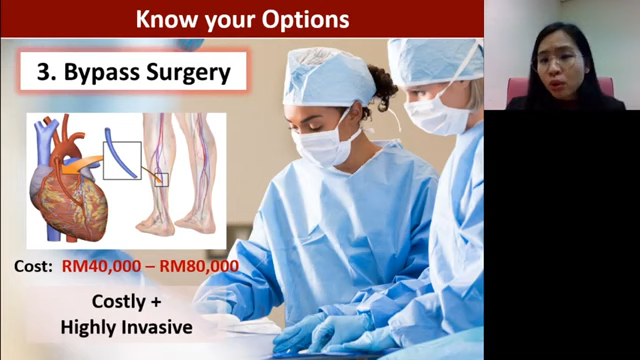 Know your Options
3. Bypass Surgery
Cost: RM40,000 – RM80,000
Costly +
Highly Invasive